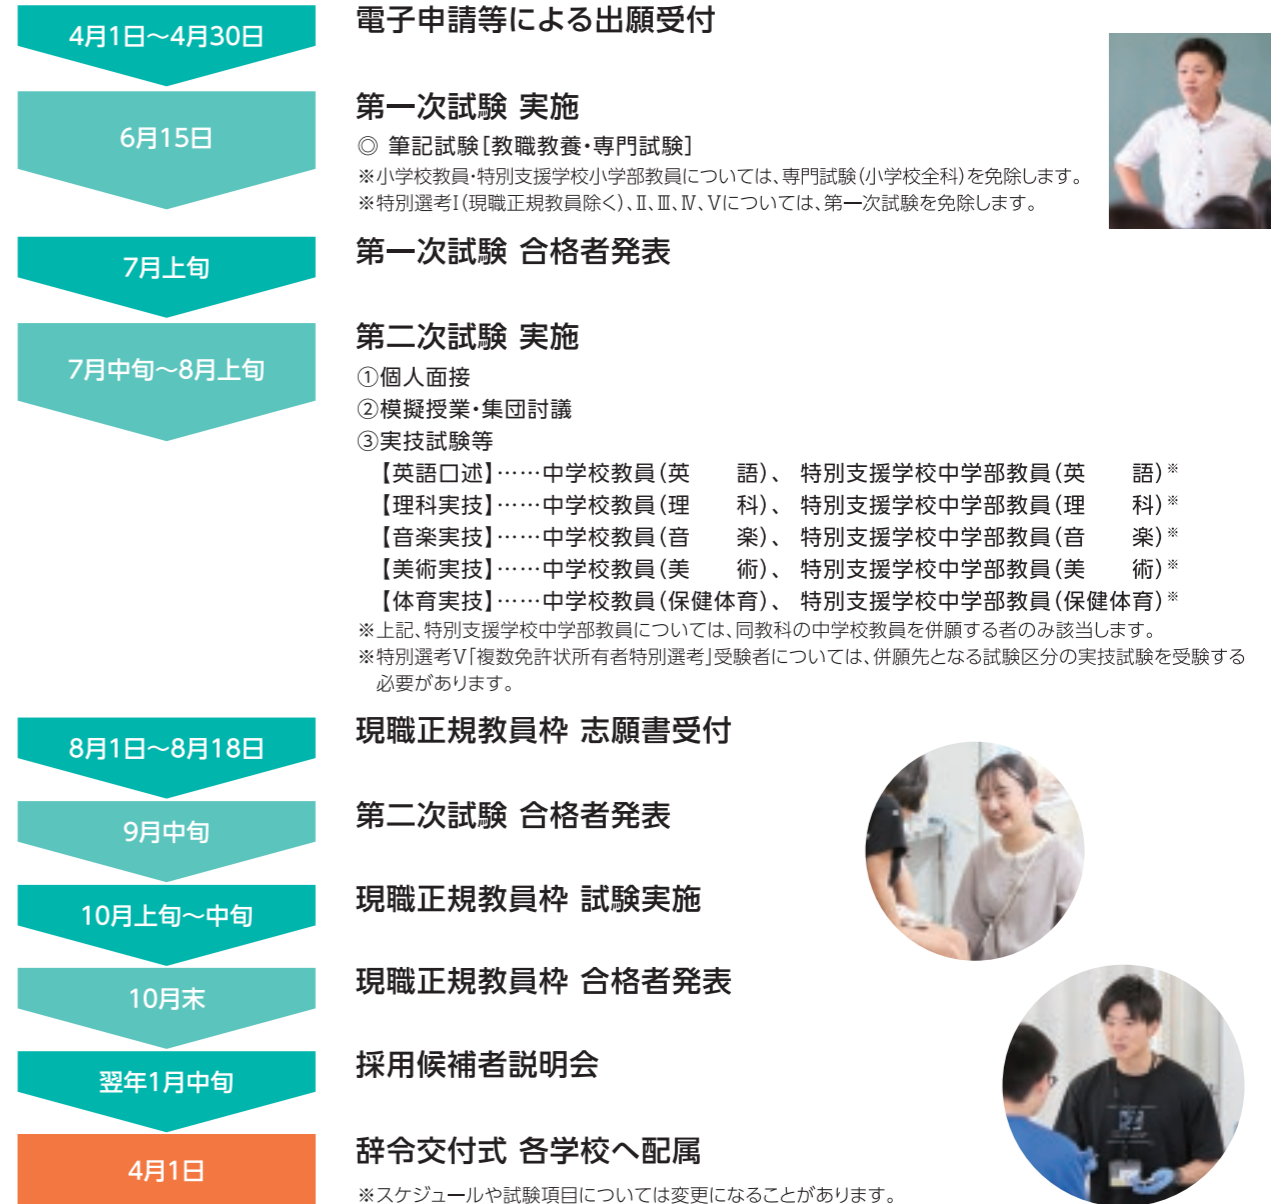 4月1日～4月30日
電子申請等による出願受付
6月15日
第一次試験 実施
◎ 筆記試験［教職教養・専門試験］
※小学校教員・特別支援学校小学部教員については、専門試験（小学校全科）を免除します。
※特別選考Ⅰ（現職正規教員除く）、Ⅱ、Ⅲ、Ⅳ、Ⅴについては、第一次試験を免除します。
7月上旬
第一次試験 合格者発表
7月中旬～8月上旬
第二次試験 実施
①個人面接
②模擬授業・集団討議
③実技試験等
【英語口述】……中学校教員（英　　語）、 特別支援学校中学部教員（英　　語）※
【理科実技】……中学校教員（理　　科）、 特別支援学校中学部教員（理　　科）※
【音楽実技】……中学校教員（音　　楽）、 特別支援学校中学部教員（音　　楽）※
【美術実技】……中学校教員（美　　術）、 特別支援学校中学部教員（美　　術）※
【体育実技】……中学校教員（保健体育）、 特別支援学校中学部教員（保健体育）※
※上記、特別支援学校中学部教員については、同教科の中学校教員を併願する者のみ該当します。
※特別選考Ⅴ「複数免許状所有者特別選考」受験者については、併願先となる試験区分の実技試験を受験する
必要があります。
8月1日～8月18日
現職正規教員枠 志願書受付
9月中旬
第二次試験 合格者発表
10月上旬～中旬
現職正規教員枠 試験実施
10月末
現職正規教員枠 合格者発表
翌年1月中旬
採用候補者説明会
4月1日
辞令交付式 各学校へ配属
※スケジュールや試験項目については変更になることがあります。